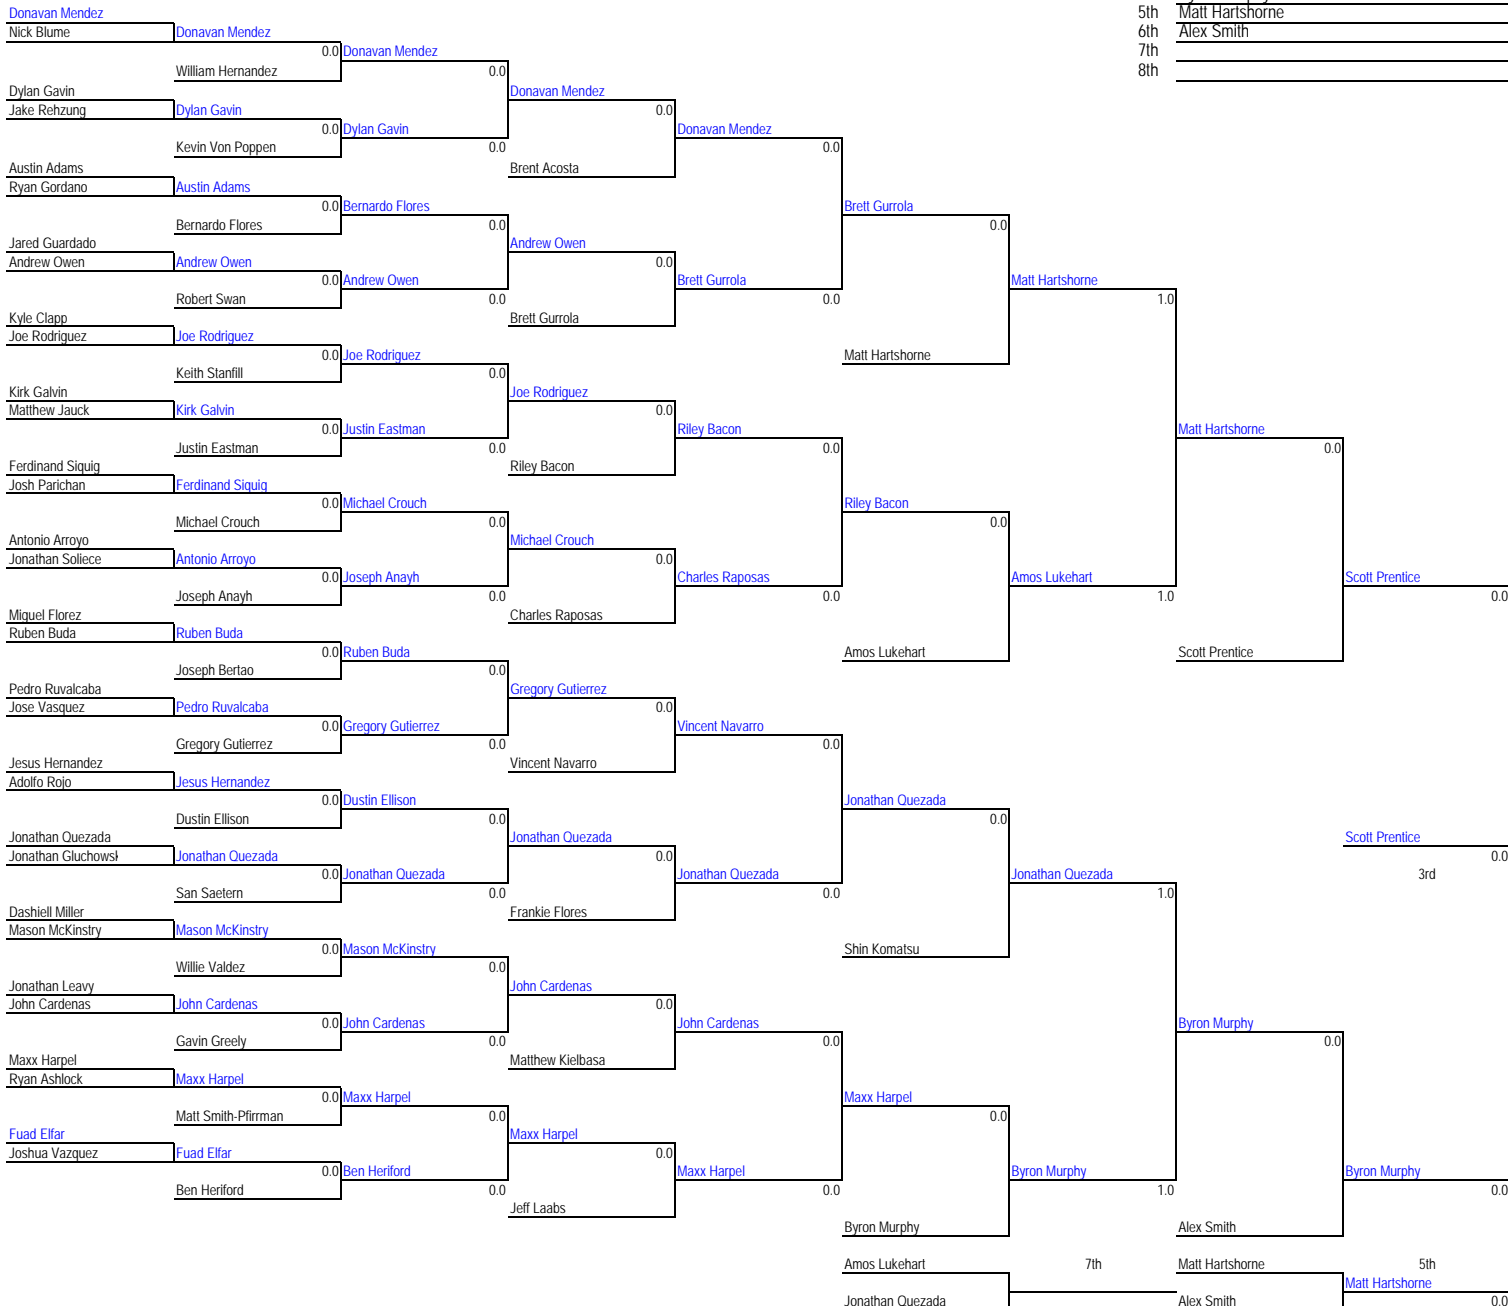 Donavan Mendez
Nick Blume
Donavan Mendez
0.0
William Hernandez
Donavan Mendez
0.0
Dylan Gavin
Jake Rehzung
Dylan Gavin
0.0
Kevin Von Poppen
Dylan Gavin
0.0
Donavan Mendez
0.0
Brent Acosta
Donavan Mendez
0.0
Austin Adams
Ryan Gordano
Austin Adams
0.0
Bernardo Flores
Bernardo Flores
0.0
Jared Guardado
Andrew Owen
Andrew Owen
0.0
Robert Swan
Andrew Owen
0.0
Andrew Owen
0.0
Brett Gurrola
Brett Gurrola
0.0
Brett Gurrola
0.0
Matt Hartshorne
Matt Hartshorne
1.0
Kyle Clapp
Joe Rodriguez
Joe Rodriguez
0.0
Keith Stanfill
Joe Rodriguez
0.0
Kirk Galvin
Matthew Jauck
Kirk Galvin
0.0
Justin Eastman
Justin Eastman
0.0
Joe Rodriguez
0.0
Riley Bacon
Riley Bacon
0.0
Ferdinand Siquig
Josh Parichan
Ferdinand Siquig
0.0
Michael Crouch
Michael Crouch
0.0
Antonio Arroyo
Jonathan Soliece
Antonio Arroyo
0.0
Joseph Anayh
Joseph Anayh
0.0
Michael Crouch
0.0
Charles Raposas
Charles Raposas
0.0
Riley Bacon
0.0
Amos Lukehart
Amos Lukehart
1.0
Matt Hartshorne
0.0
Scott Prentice
Scott Prentice
0.0
Miguel Florez
Ruben Buda
Ruben Buda
0.0
Joseph Bertao
Ruben Buda
0.0
Pedro Ruvalcaba
Jose Vasquez
Pedro Ruvalcaba
0.0
Gregory Gutierrez
Gregory Gutierrez
0.0
Gregory Gutierrez
0.0
Vincent Navarro
Vincent Navarro
0.0
Jesus Hernandez
Adolfo Rojo
Jesus Hernandez
0.0
Dustin Ellison
Dustin Ellison
0.0
Jonathan Quezada
Jonathan Gluchowsk
Jonathan Quezada
0.0
San Saetern
Jonathan Quezada
0.0
Jonathan Quezada
0.0
Frankie Flores
Jonathan Quezada
0.0
Jonathan Quezada
0.0
Shin Komatsu
Jonathan Quezada
1.0
Scott Prentice
0.0
3rd
Dashiell Miller
Mason McKinstry
Mason McKinstry
0.0
Willie Valdez
Mason McKinstry
0.0
Jonathan Leavy
John Cardenas
John Cardenas
0.0
Gavin Greely
John Cardenas
0.0
John Cardenas
0.0
Matthew Kielbasa
John Cardenas
0.0
Maxx Harpel
Ryan Ashlock
Maxx Harpel
0.0
Matt Smith-Pfirrman
Maxx Harpel
0.0
Fuad Elfar
Joshua Vazquez
Fuad Elfar
0.0
Ben Heriford
Ben Heriford
0.0
Maxx Harpel
0.0
Jeff Laabs
Maxx Harpel
0.0
Maxx Harpel
0.0
Byron Murphy
Byron Murphy
1.0
Byron Murphy
0.0
Alex Smith
Byron Murphy
0.0
Amos Lukehart
7th
Jonathan Quezada
Matt Hartshorne
5th
Matt Hartshorne
0.0
Alex Smith
5th Matt Hartshorne
6th Alex Smith
7th
8th